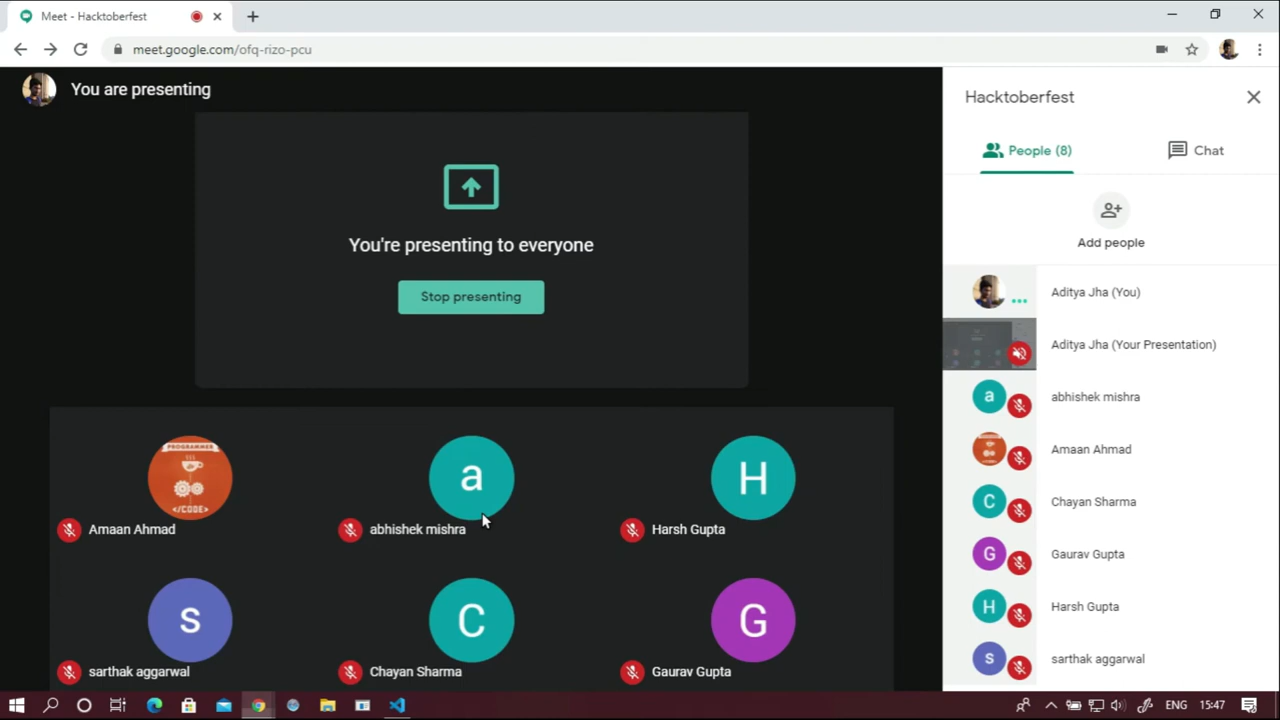 Meet - Hacktoberfest
meet.google.com/ofq-rizo-pcu
You are presenting
You're presenting to everyone
Stop presenting
PROGRAMMER
</CODE>
Amaan Ahmad
a
abhishek mishra
H
Harsh Gupta
s
sarthak aggarwal
C
Chayan Sharma
G
Gaurav Gupta
Hacktoberfest
People (8)
Chat
Add people
Aditya Jha (You)
Aditya Jha (Your Presentation)
a
abhishek mishra
Amaan Ahmad
C
Chayan Sharma
G
Gaurav Gupta
H
Harsh Gupta
s
sarthak aggarwal
ENG
15:47